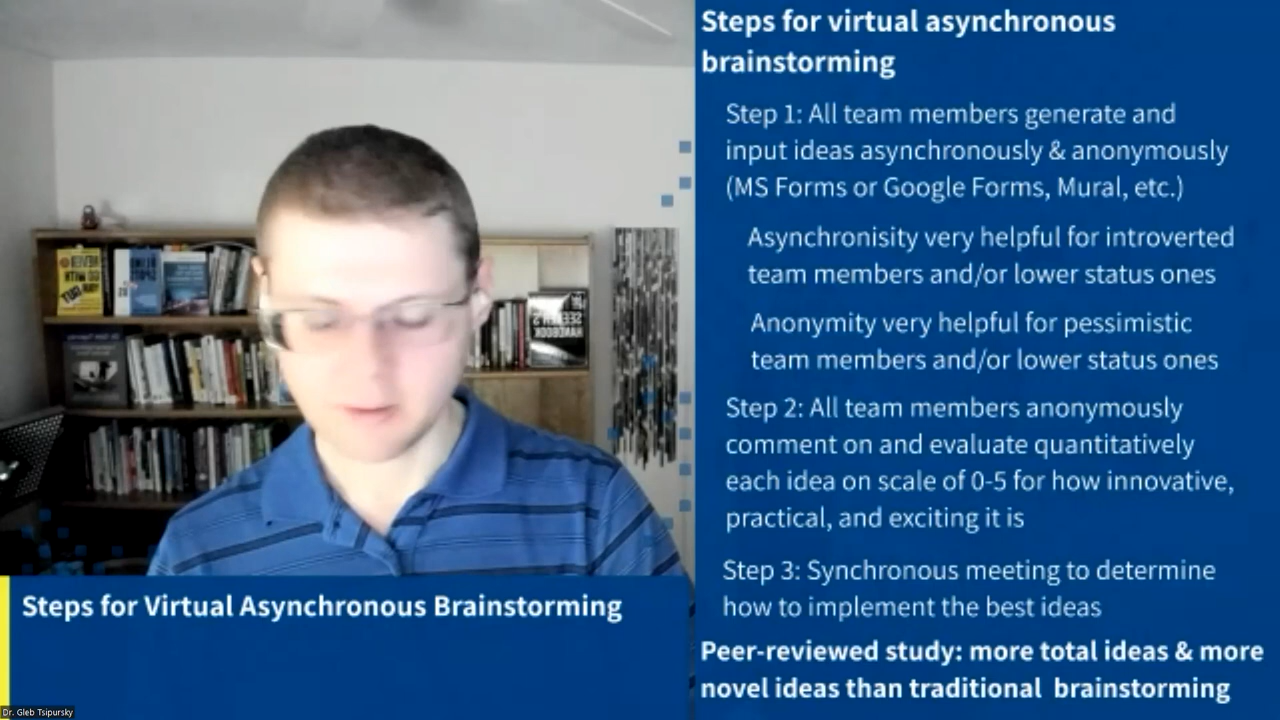 Steps for virtual asynchronous
brainstorming
Step 1: All team members generate and
input ideas asynchronously & anonymously
(MS Forms or Google Forms, Mural, etc.)
Asynchronisity very helpful for introverted
team members and/or lower status ones
Anonymity very helpful for pessimistic
team members and/or lower status ones
Step 2: All team members anonymously
comment on and evaluate quantitatively
each idea on scale of 0-5 for how innovative,
practical, and exciting it is
Step 3: Synchronous meeting to determine
how to implement the best ideas
Peer-reviewed study: more total ideas & more
novel ideas than traditional brainstorming
Steps for Virtual Asynchronous Brainstorming
Dr. Gleb Tsipursky
NEVER
GO WITH
YOUR
GUT